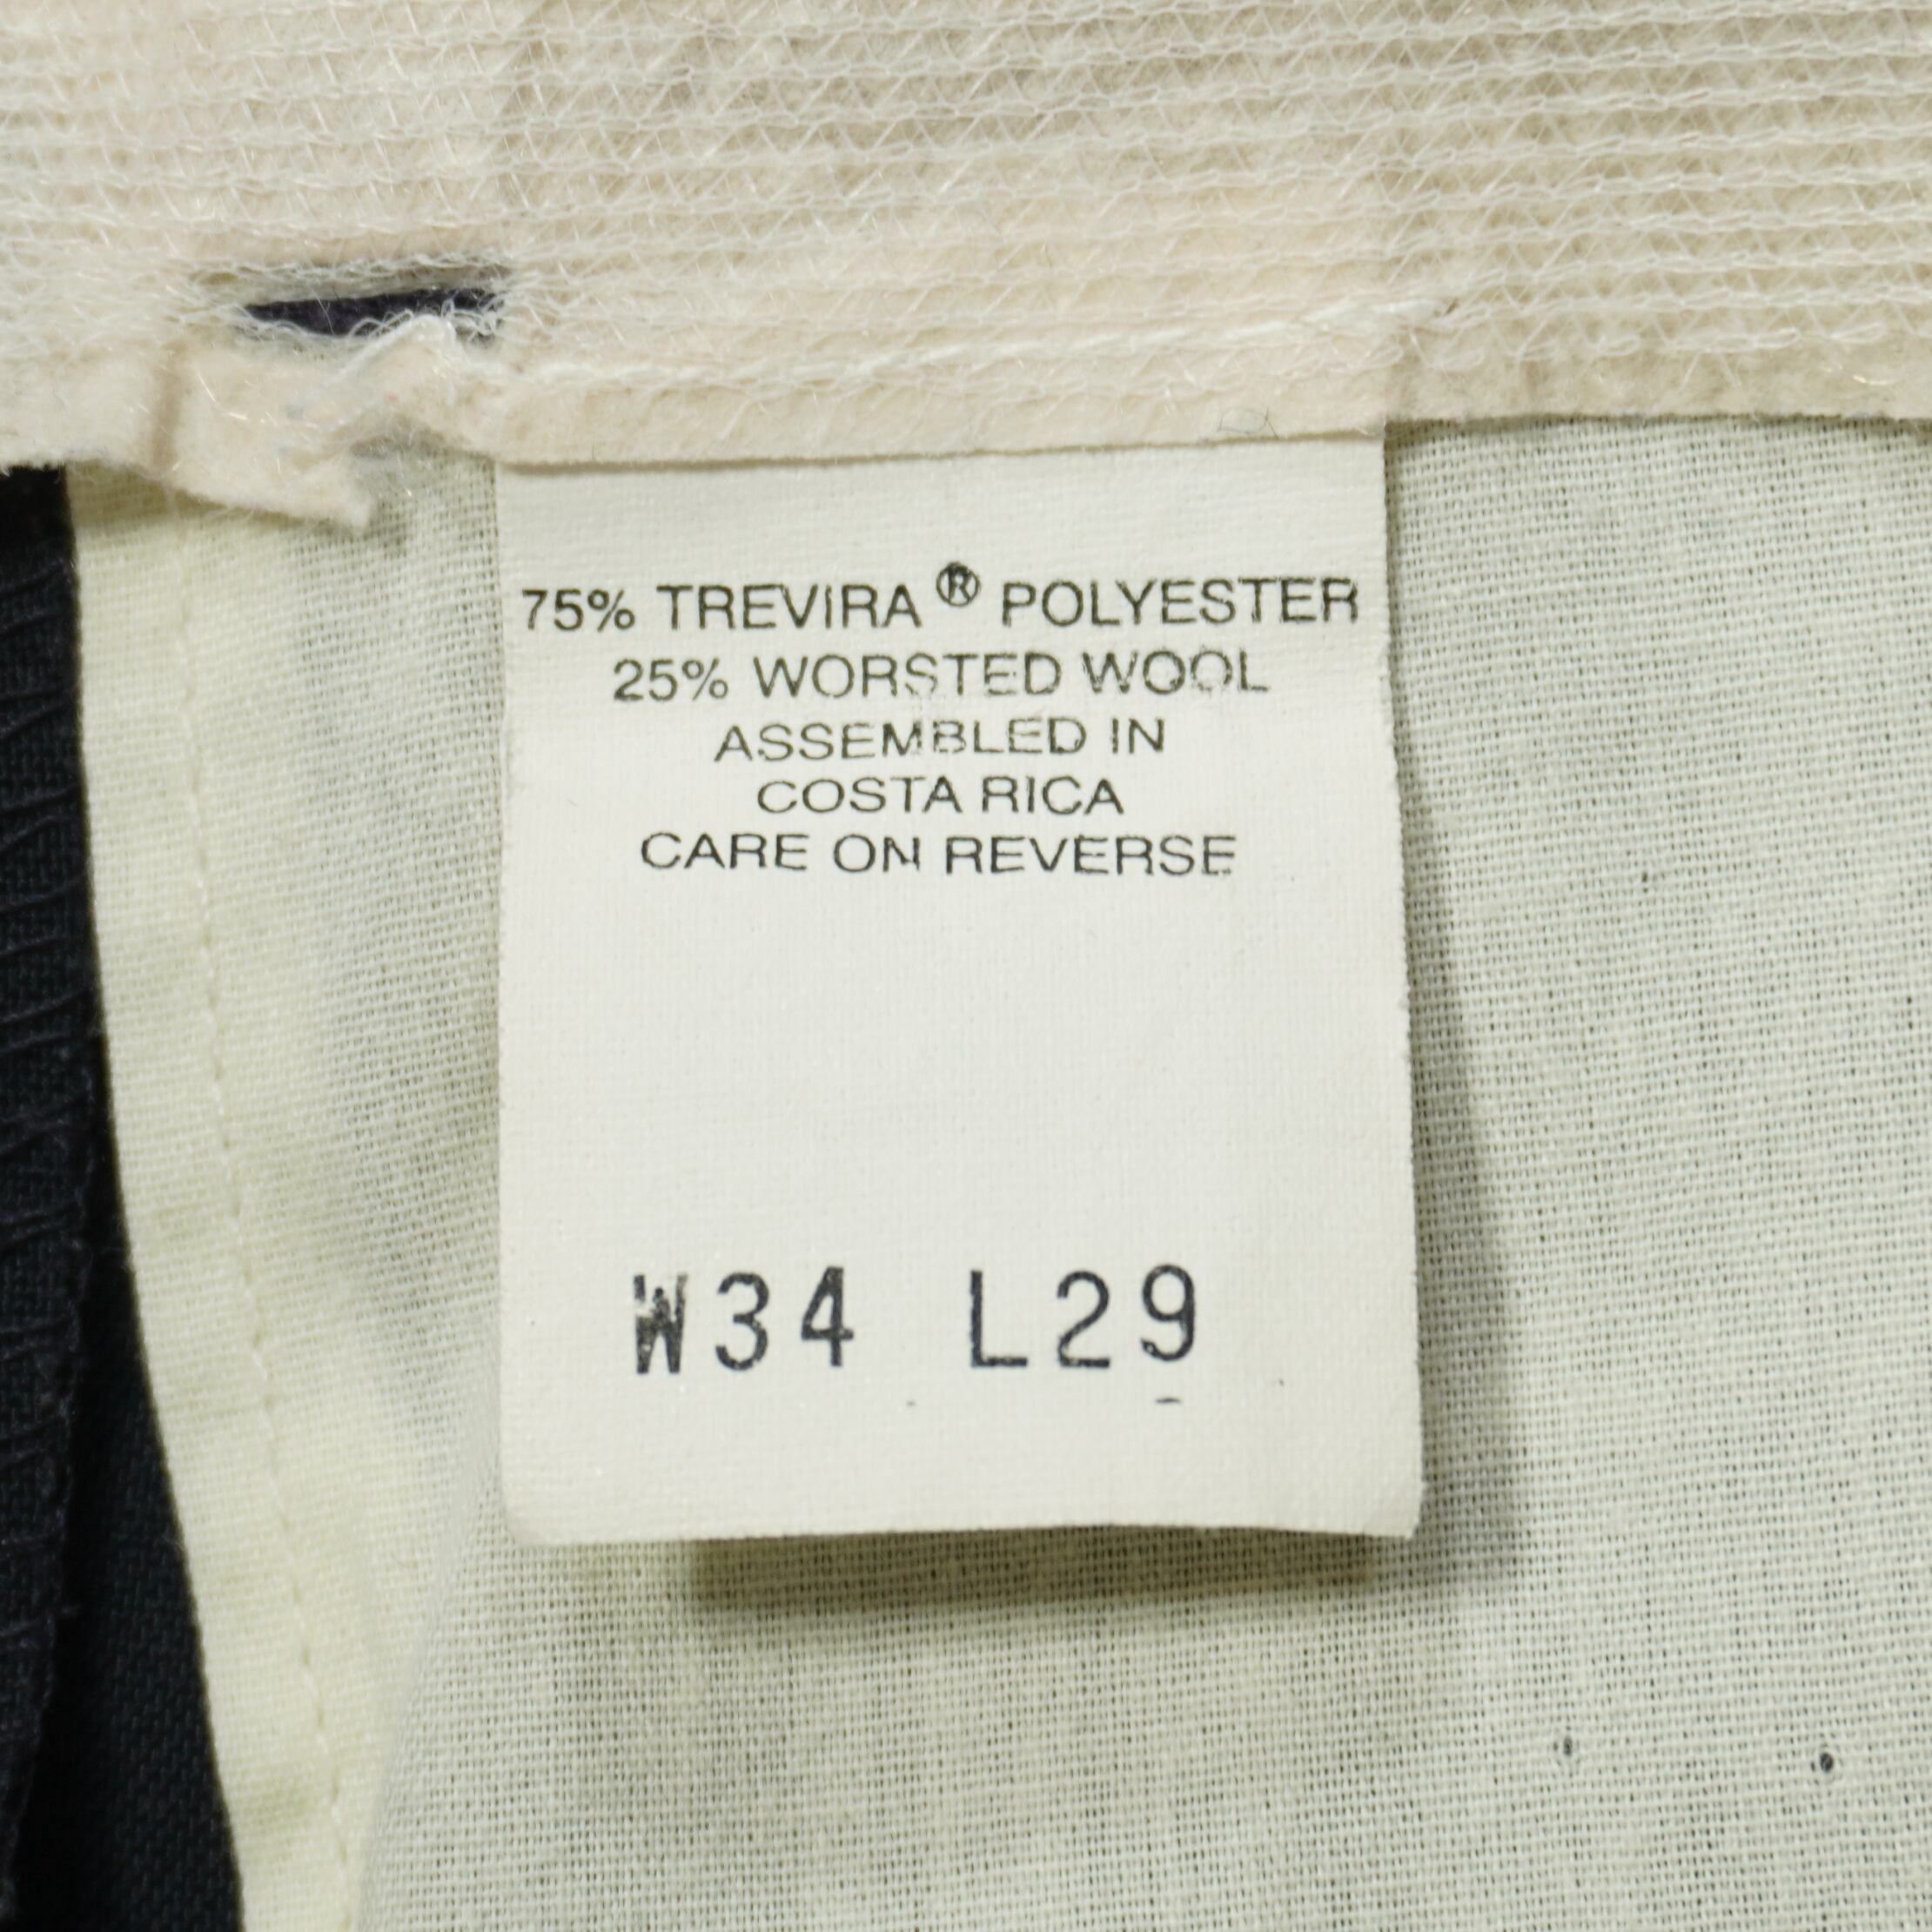 75% TREVIRA® POLYESTER
25% WORSTED WOOL
ASSEMBLED IN
COSTA RICA
CARE ON REVERSE
W34 L29